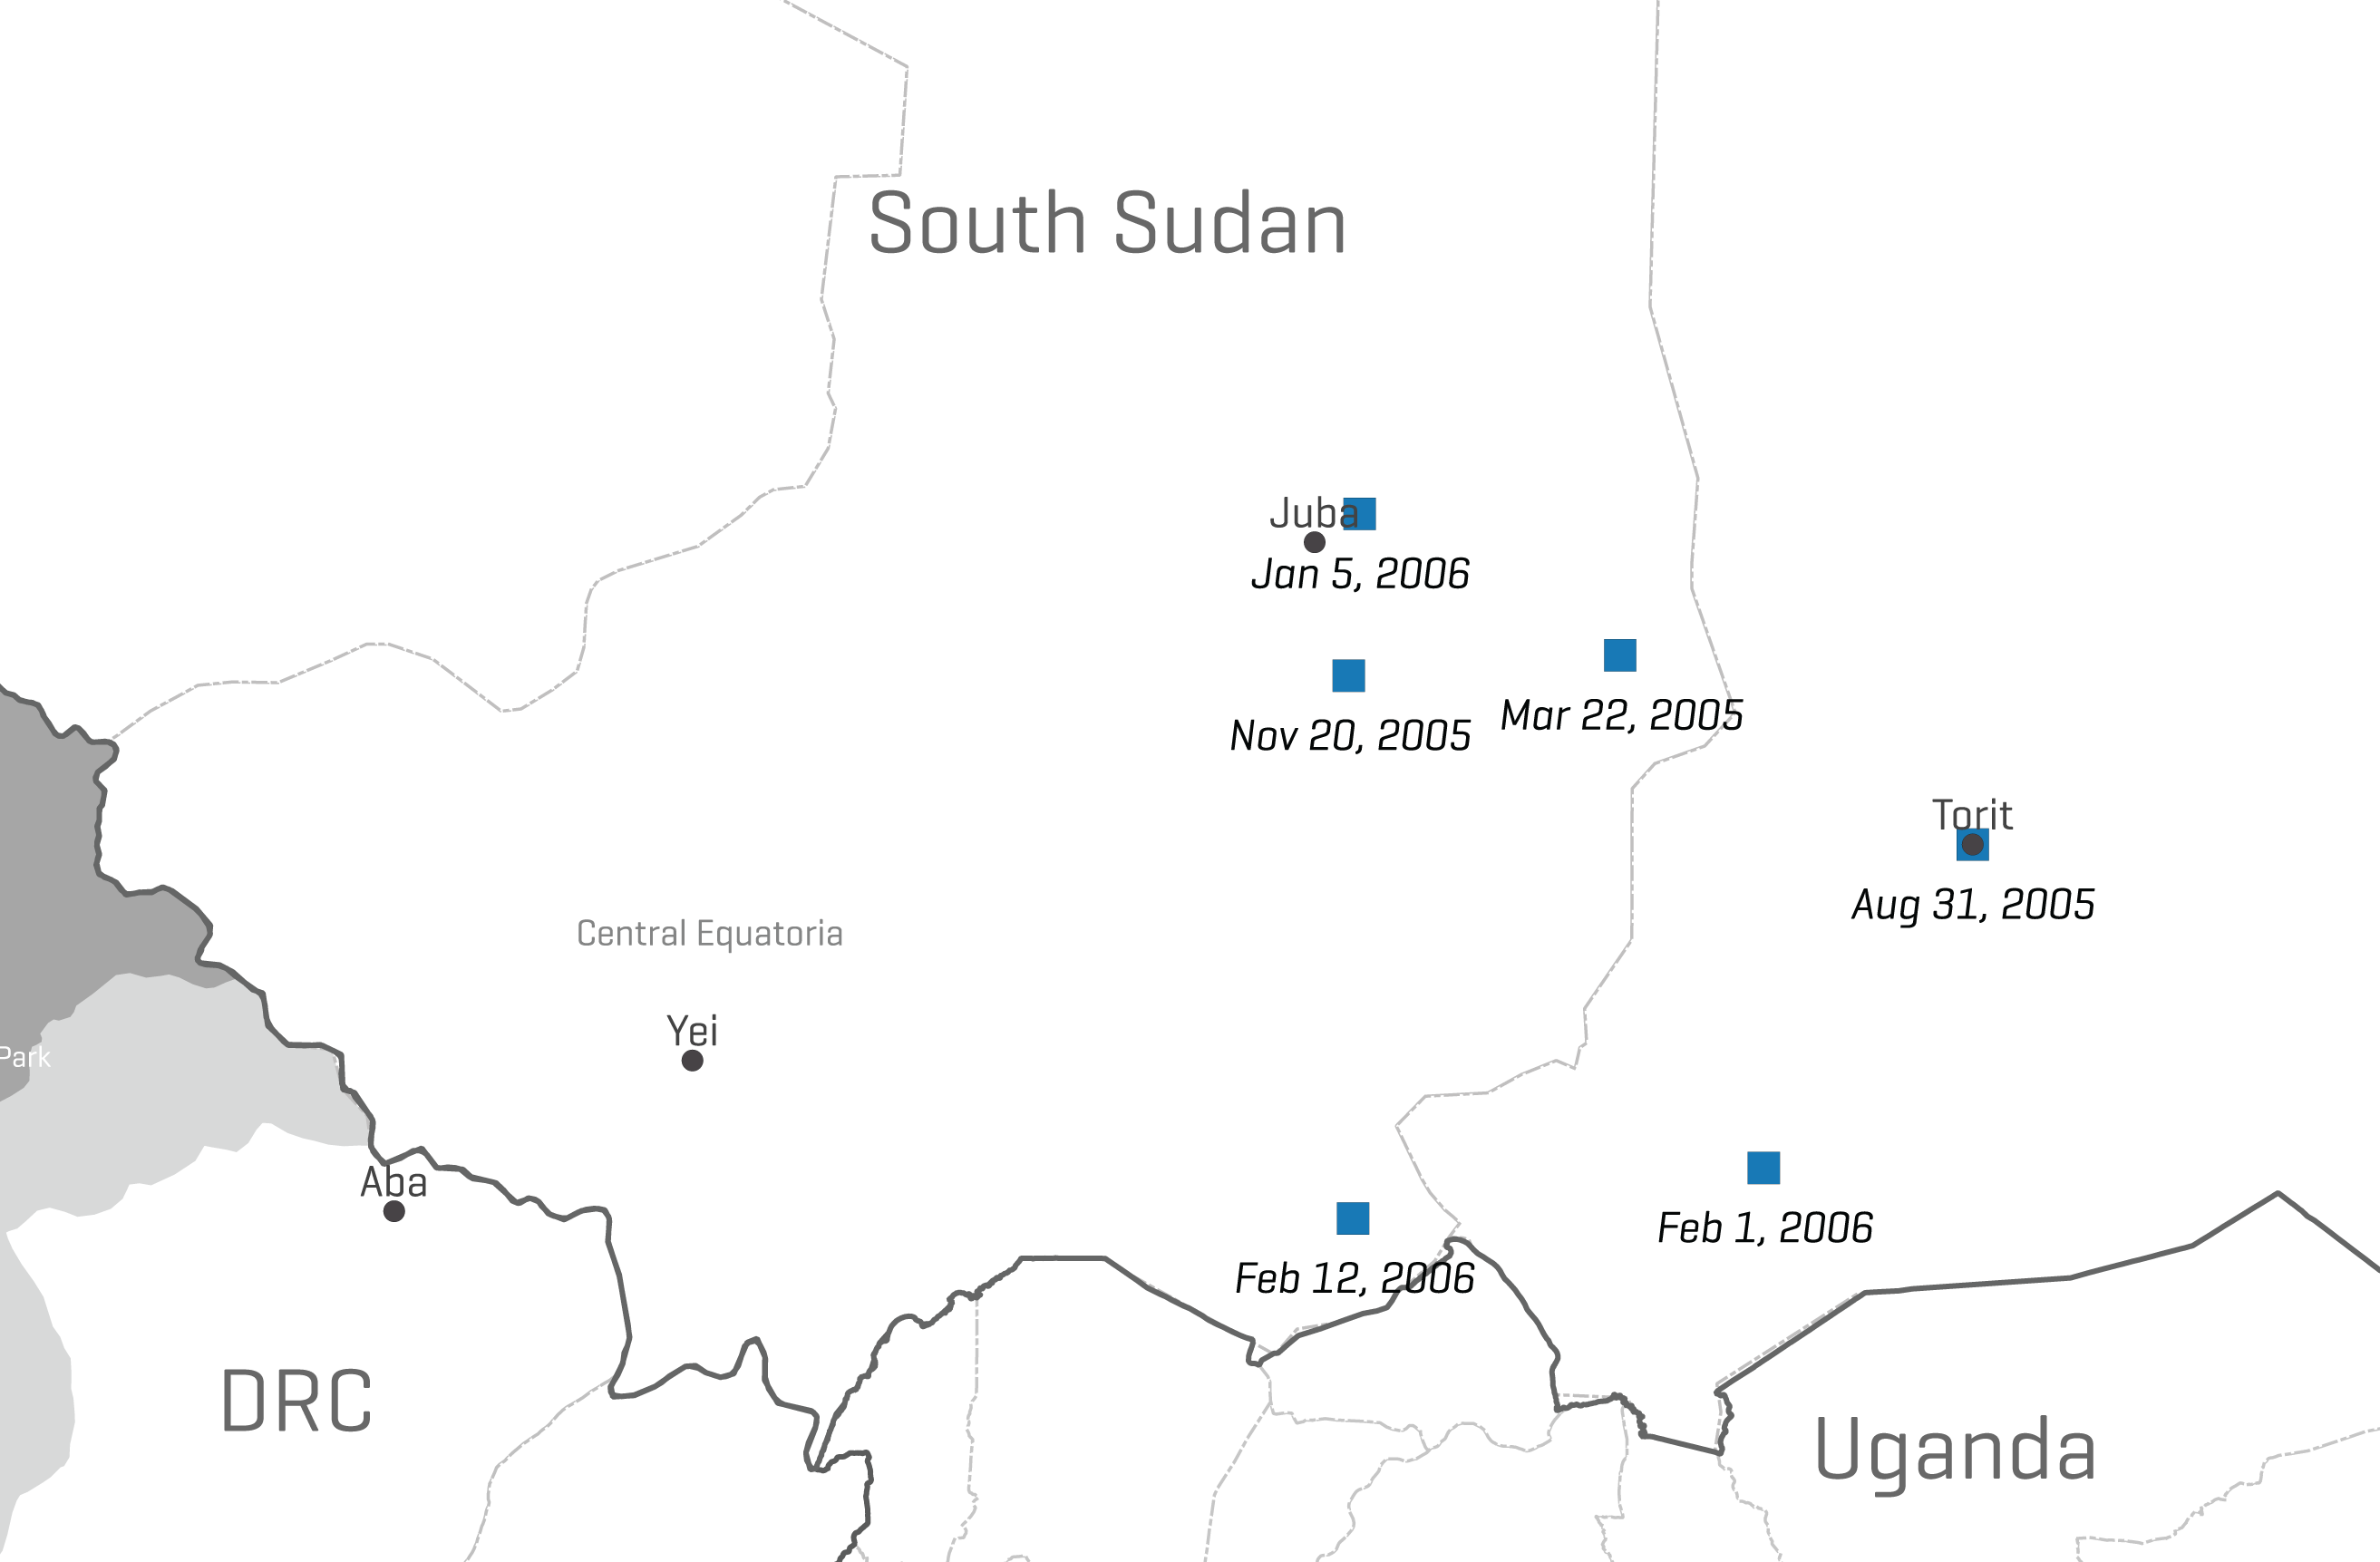 South Sudan
Juba
Jan 5, 2006
Nov 20, 2005
Mar 22, 2005
Torit
Aug 31, 2005
Central Equatoria
Yei
Park
Aba
Feb 1, 2006
Feb 12, 2006
DRC
Uganda